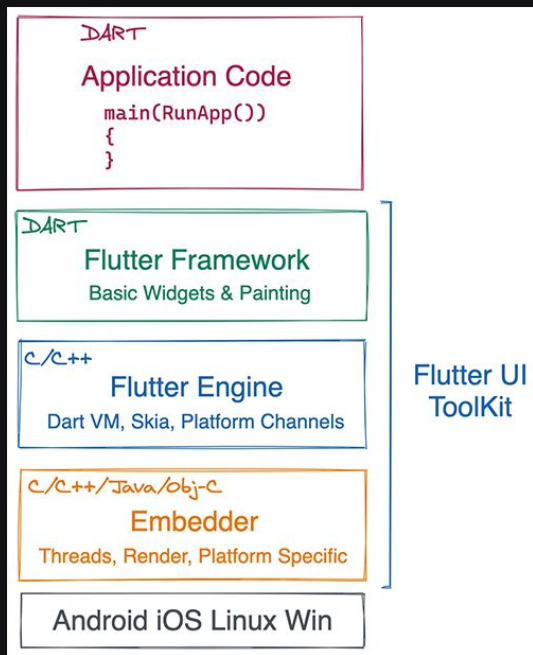 DART
Application Code
main(RunApp())
{
}
DART
Flutter Framework
Basic Widgets & Painting
C/C++
Flutter Engine
Dart VM, Skia, Platform Channels
C/C++/Java/Obj-C
Embedder
Threads, Render, Platform Specific
Android iOS Linux Win
Flutter UI
ToolKit